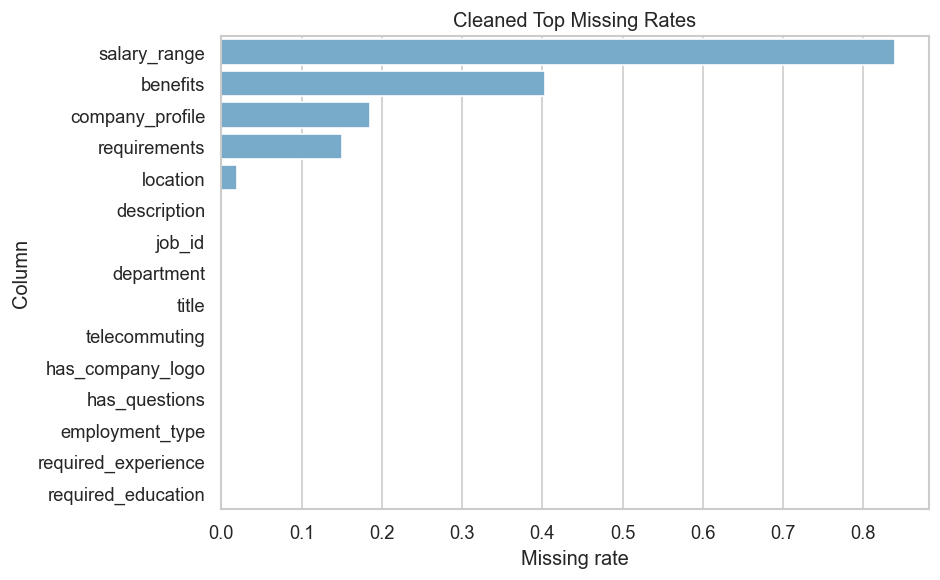 Cleaned Top Missing Rates
Column
salary_range
benefits
company_profile
requirements
location
description
job_id
department
title
telecommuting
has_company_logo
has_questions
employment_type
required_experience
required_education
0.0 0.1 0.2 0.3 0.4 0.5 0.6 0.7 0.8
Missing rate